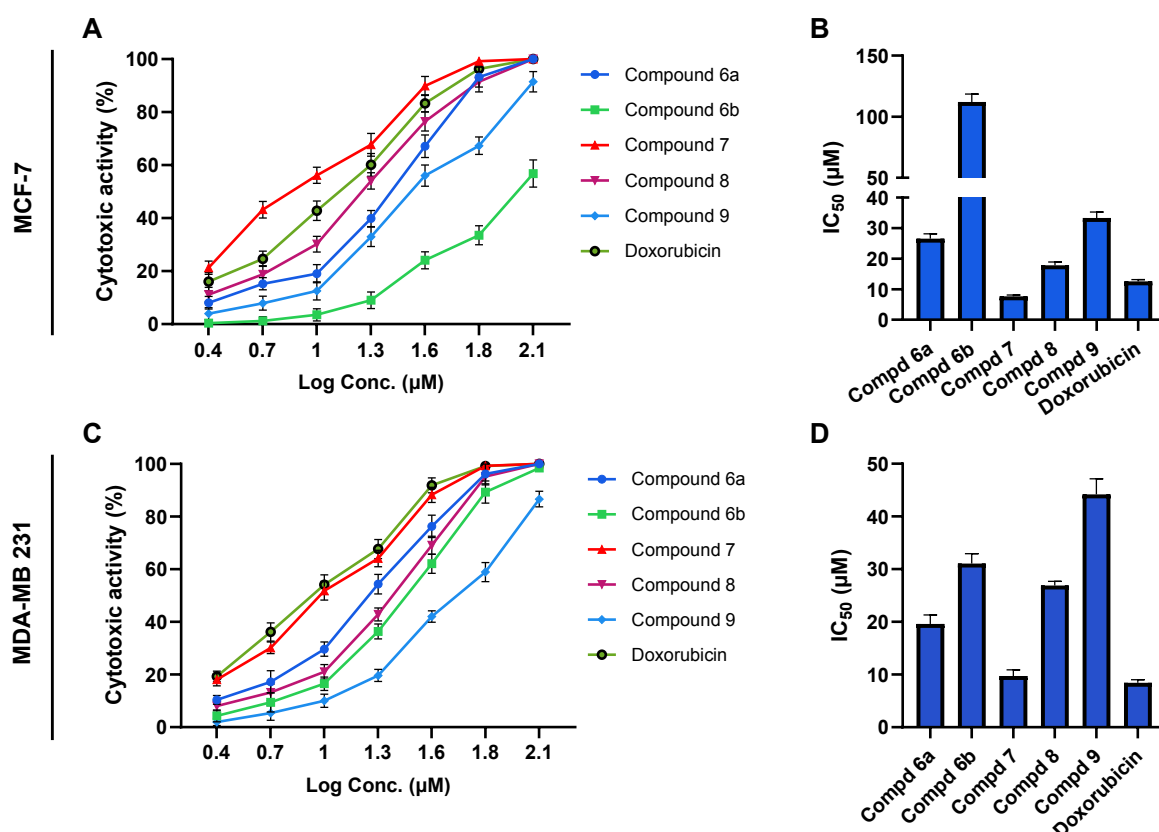 A
MCF-7
Cytotoxic activity (%)
100
80
60
40
20
0
0.4 0.7 1 1.3 1.6 1.8 2.1
Log Conc. (µM)
Compound 6a
Compound 6b
Compound 7
Compound 8
Compound 9
Doxorubicin
B
IC50 (µM)
150
100
50
40
30
20
10
0
Compd 6a
Compd 6b
Compd 7
Compd 8
Compd 9
Doxorubicin
C
MDA-MB 231
Cytotoxic activity (%)
100
80
60
40
20
0
0.4 0.7 1 1.3 1.6 1.8 2.1
Log Conc. (µM)
Compound 6a
Compound 6b
Compound 7
Compound 8
Compound 9
Doxorubicin
D
IC50 (µM)
50
40
30
20
10
0
Compd 6a
Compd 6b
Compd 7
Compd 8
Compd 9
Doxorubicin